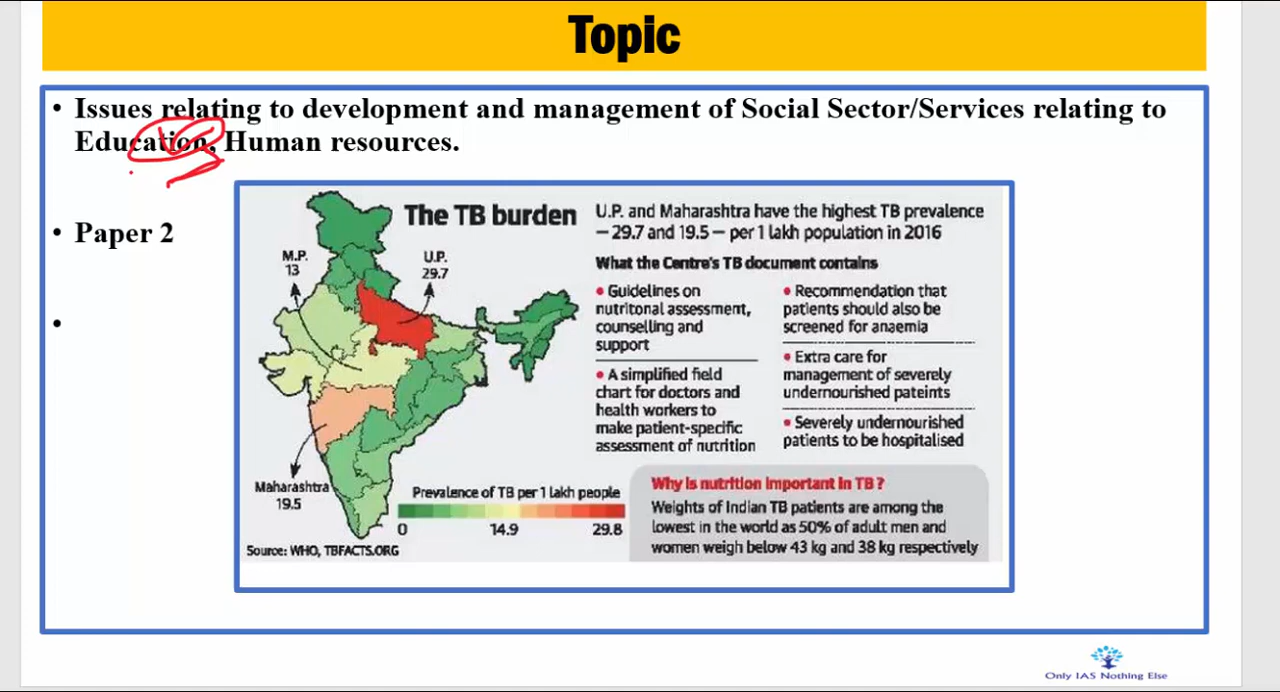 Topic
• Issues relating to development and management of Social Sector/Services relating to
Education, Human resources.
• Paper 2
•
The TB burden
U.P. and Maharashtra have the highest TB prevalence
– 29.7 and 19.5 – per 1 lakh population in 2016
M.P.
13
U.P.
29.7
Maharashtra
19.5
Prevalence of TB per 1 lakh people
0 14.9 29.8
Source: WHO, TBFACTS.ORG
What the Centre's TB document contains
• Guidelines on
nutritonal assessment,
counselling and
support
• A simplified field
chart for doctors and
health workers to
make patient-specific
assessment of nutrition
• Recommendation that
patients should also be
screened for anaemia
• Extra care for
management of severely
undernourished pateints
• Severely undernourished
patients to be hospitalised
Why is nutrition important in TB ?
Weights of Indian TB patients are among the
lowest in the world as 50% of adult men and
women weigh below 43 kg and 38 kg respectively
Only IAS Nothing Else